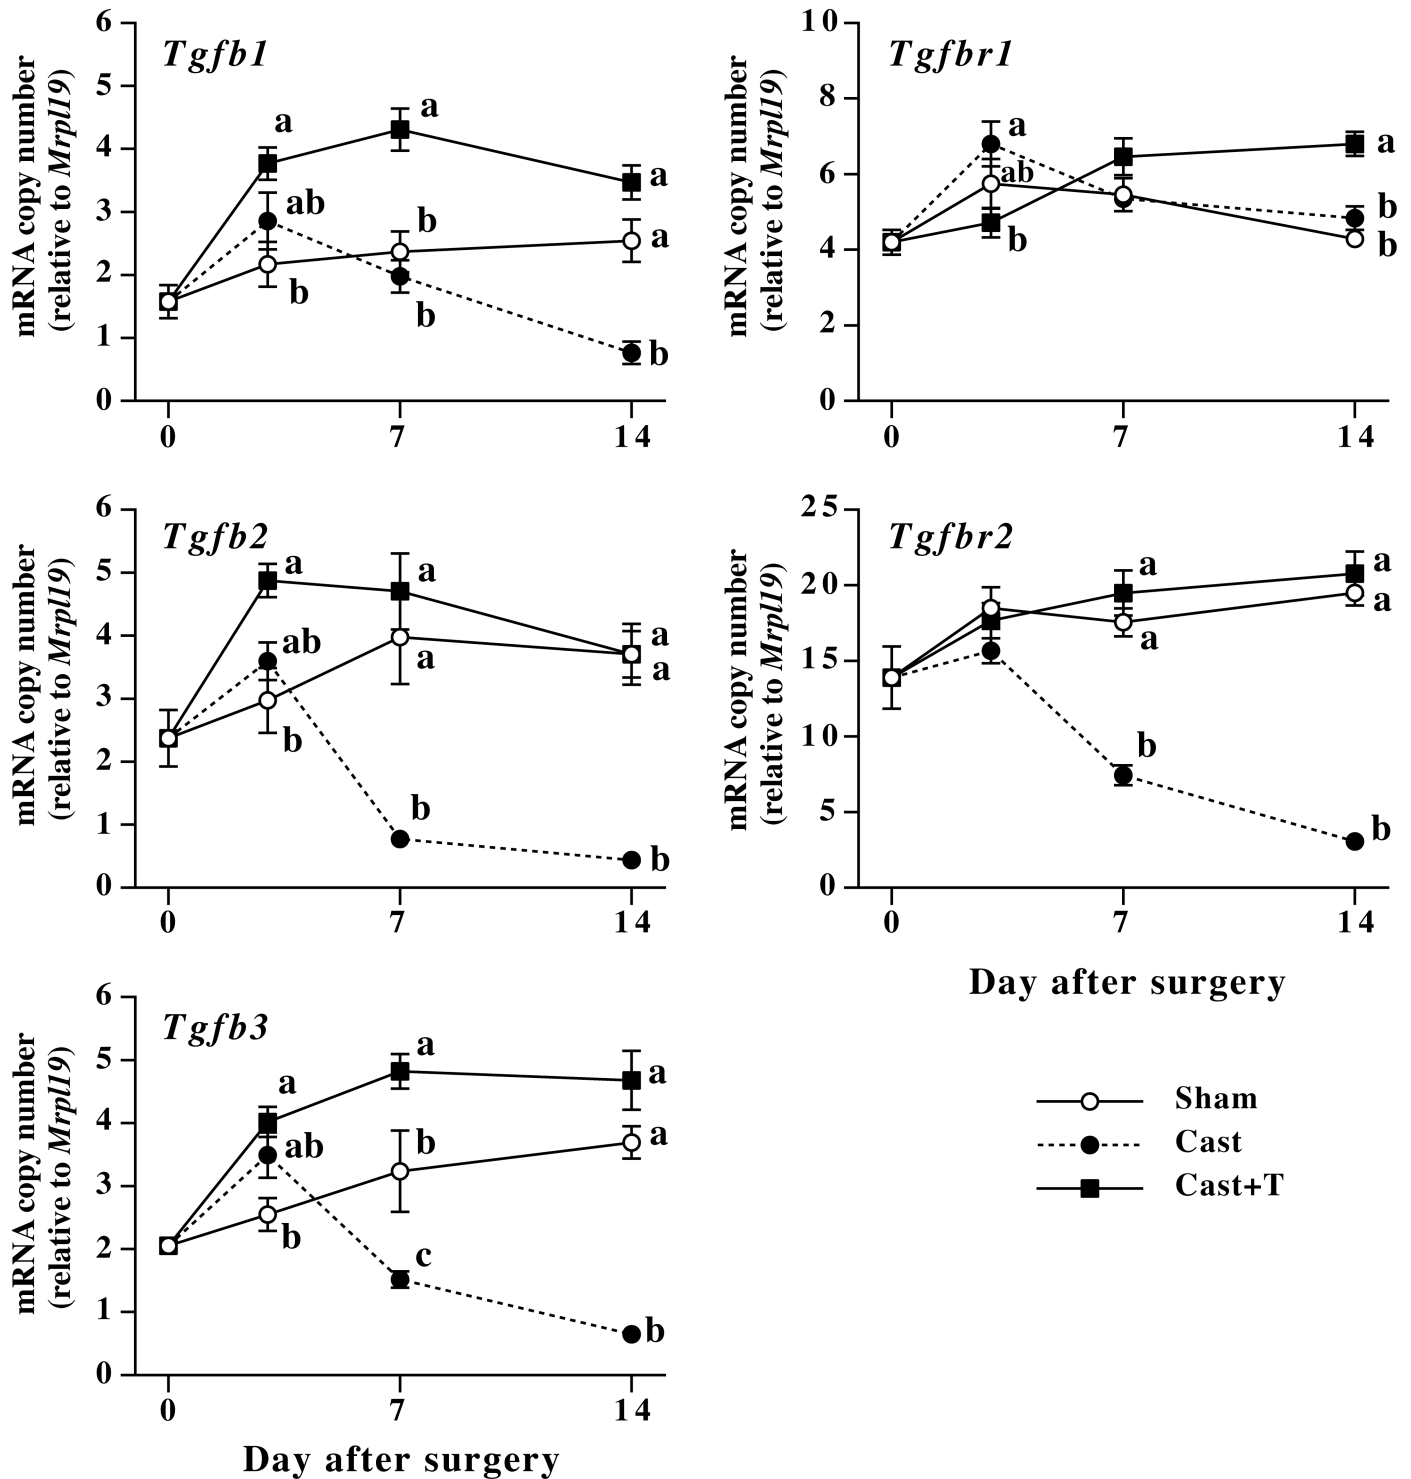 Tgfb1
mRNA copy number
(relative to Mrpl19)
6
5
4
3
2
1
0
a
a
a
ab
b
a
b
b
b
0
7
14
Tgfbr1
mRNA copy number
(relative to Mrpl19)
10
8
6
4
2
0
a
ab
b
a
b
b
0
7
14
Tgfb2
mRNA copy number
(relative to Mrpl19)
6
5
4
3
2
1
0
a
a
ab
a
a
a
b
b
b
0
7
14
Tgfbr2
mRNA copy number
(relative to Mrpl19)
25
20
15
10
5
0
a
a
a
a
b
b
0
7
14
Day after surgery
Tgfb3
mRNA copy number
(relative to Mrpl19)
6
5
4
3
2
1
0
a
a
a
ab
b
a
b
c
b
0
7
14
Day after surgery
Sham
Cast
Cast+T